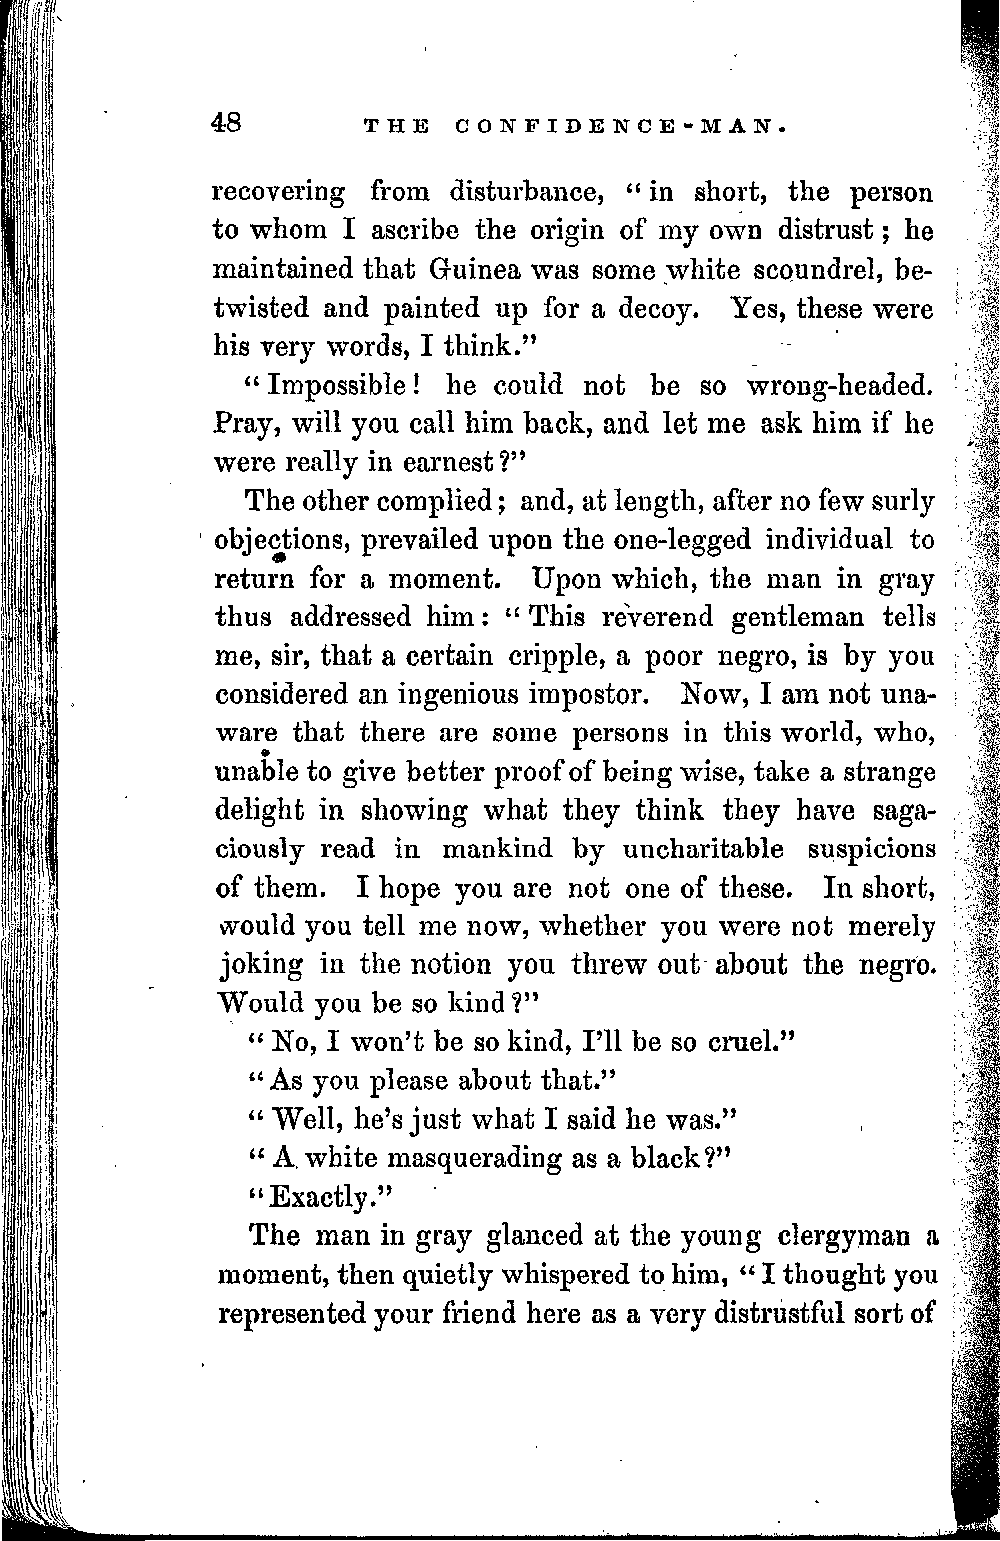 48 THE CONFIDENCE-MAN.
recovering from disturbance, “in short, the person
to whom I ascribe the origin of my own distrust; he
maintained that Guinea was some white scoundrel, be-
twisted and painted up for a decoy. Yes, these were
his very words, I think.”
“Impossible! he could not be so wrong-headed.
Pray, will you call him back, and let me ask him if he
were really in earnest?”
The other complied; and, at length, after no few surly
objections, prevailed upon the one-legged individual to
return for a moment. Upon which, the man in gray
thus addressed him: “This reverend gentleman tells
me, sir, that a certain cripple, a poor negro, is by you
considered an ingenious impostor. Now, I am not una-
ware that there are some persons in this world, who,
unable to give better proof of being wise, take a strange
delight in showing what they think they have saga-
ciously read in mankind by uncharitable suspicions
of them. I hope you are not one of these. In short,
would you tell me now, whether you were not merely
joking in the notion you threw out about the negro.
Would you be so kind?”
“No, I won’t be so kind, I’ll be so cruel.”
“As you please about that.”
“Well, he’s just what I said he was.”
“A white masquerading as a black?”
“Exactly.”
The man in gray glanced at the young clergyman a
moment, then quietly whispered to him, “I thought you
represented your friend here as a very distrustful sort of